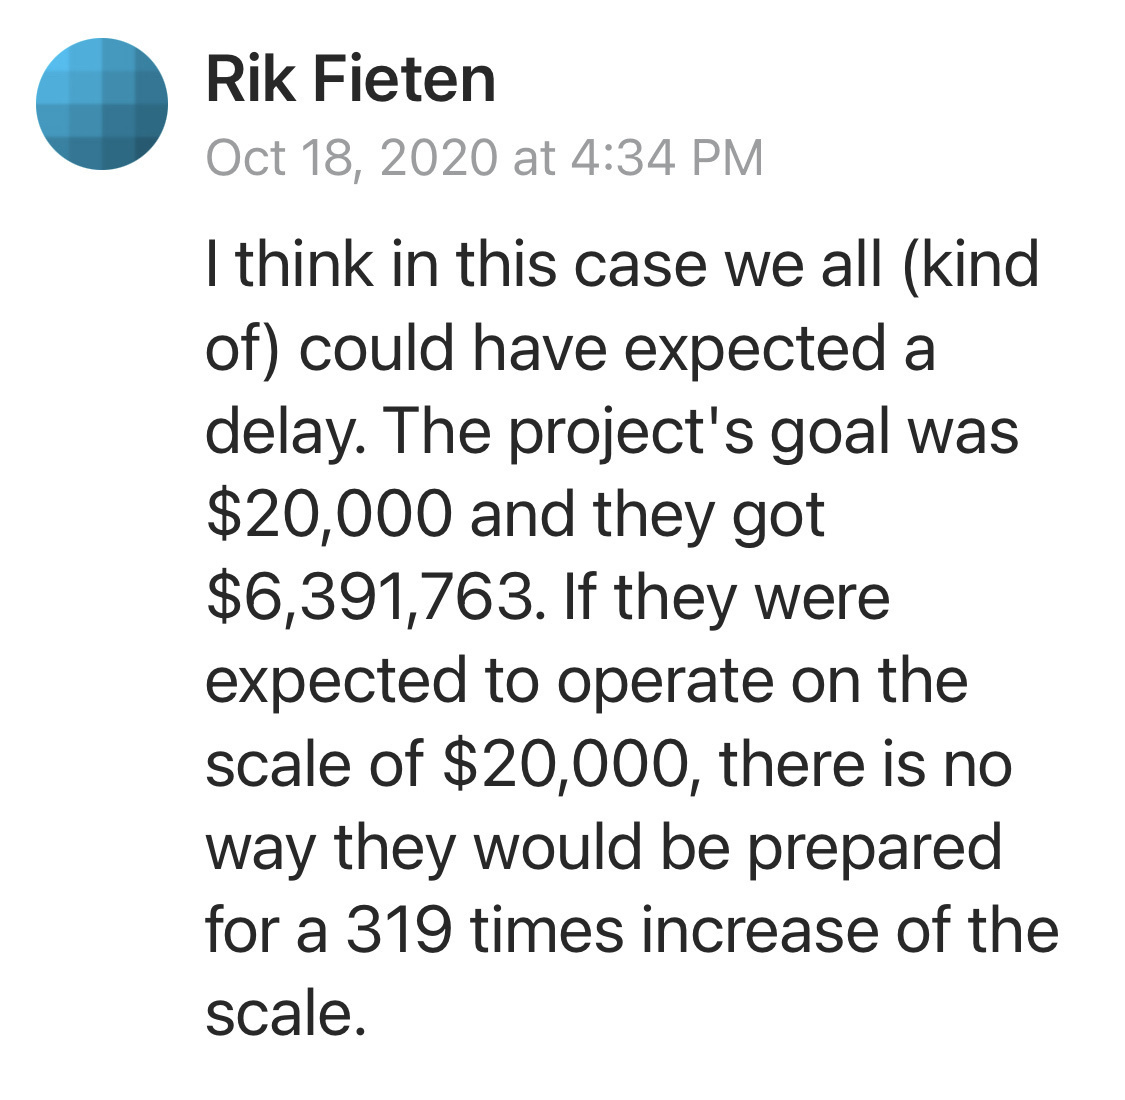 Rik Fieten
Oct 18, 2020 at 4:34 PM
I think in this case we all (kind
of) could have expected a
delay. The project's goal was
$20,000 and they got
$6,391,763. If they were
expected to operate on the
scale of $20,000, there is no
way they would be prepared
for a 319 times increase of the
scale.